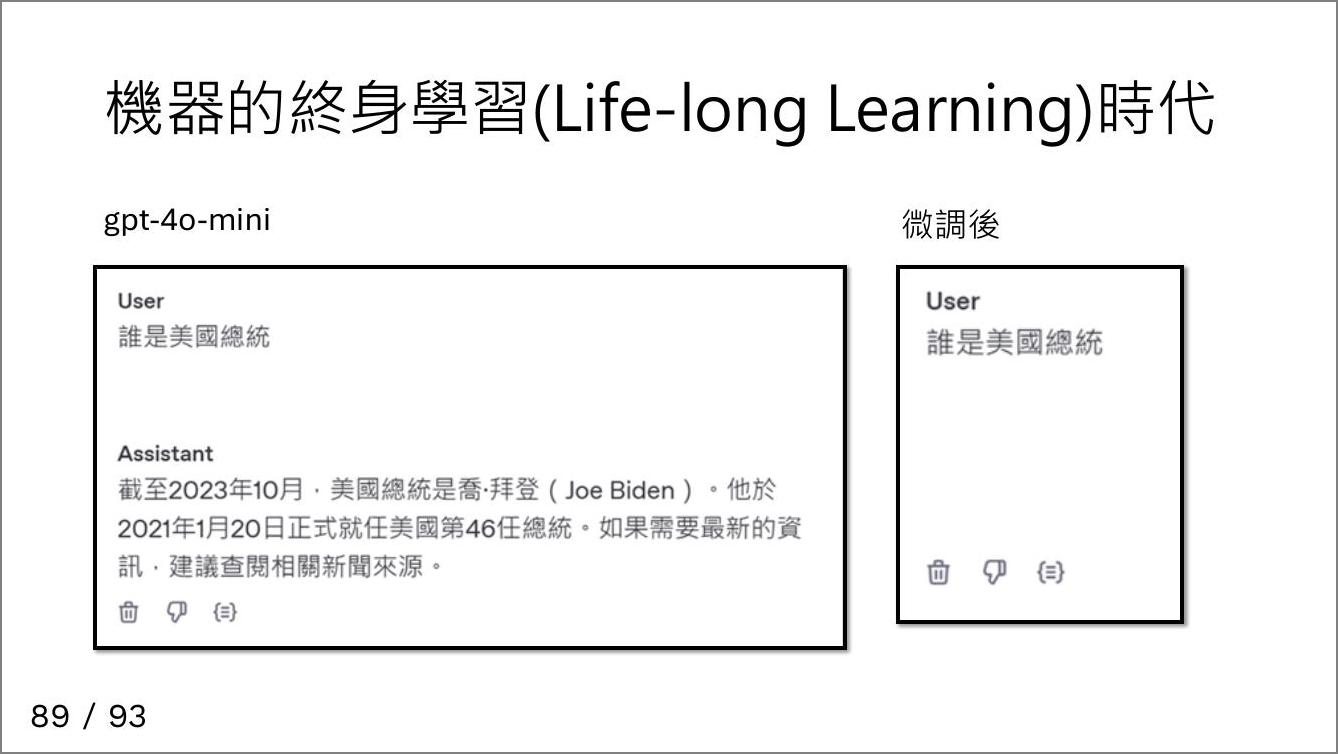 機器的終身學習(Life-long Learning)時代
gpt-4o-mini
User
誰是美國總統
Assistant
截至2023年10月，美國總統是喬·拜登（Joe Biden）。他於
2021年1月20日正式就任美國第46任總統。如果需要最新的資
訊，建議查閱相關新聞來源。
微調後
User
誰是美國總統
89 / 93